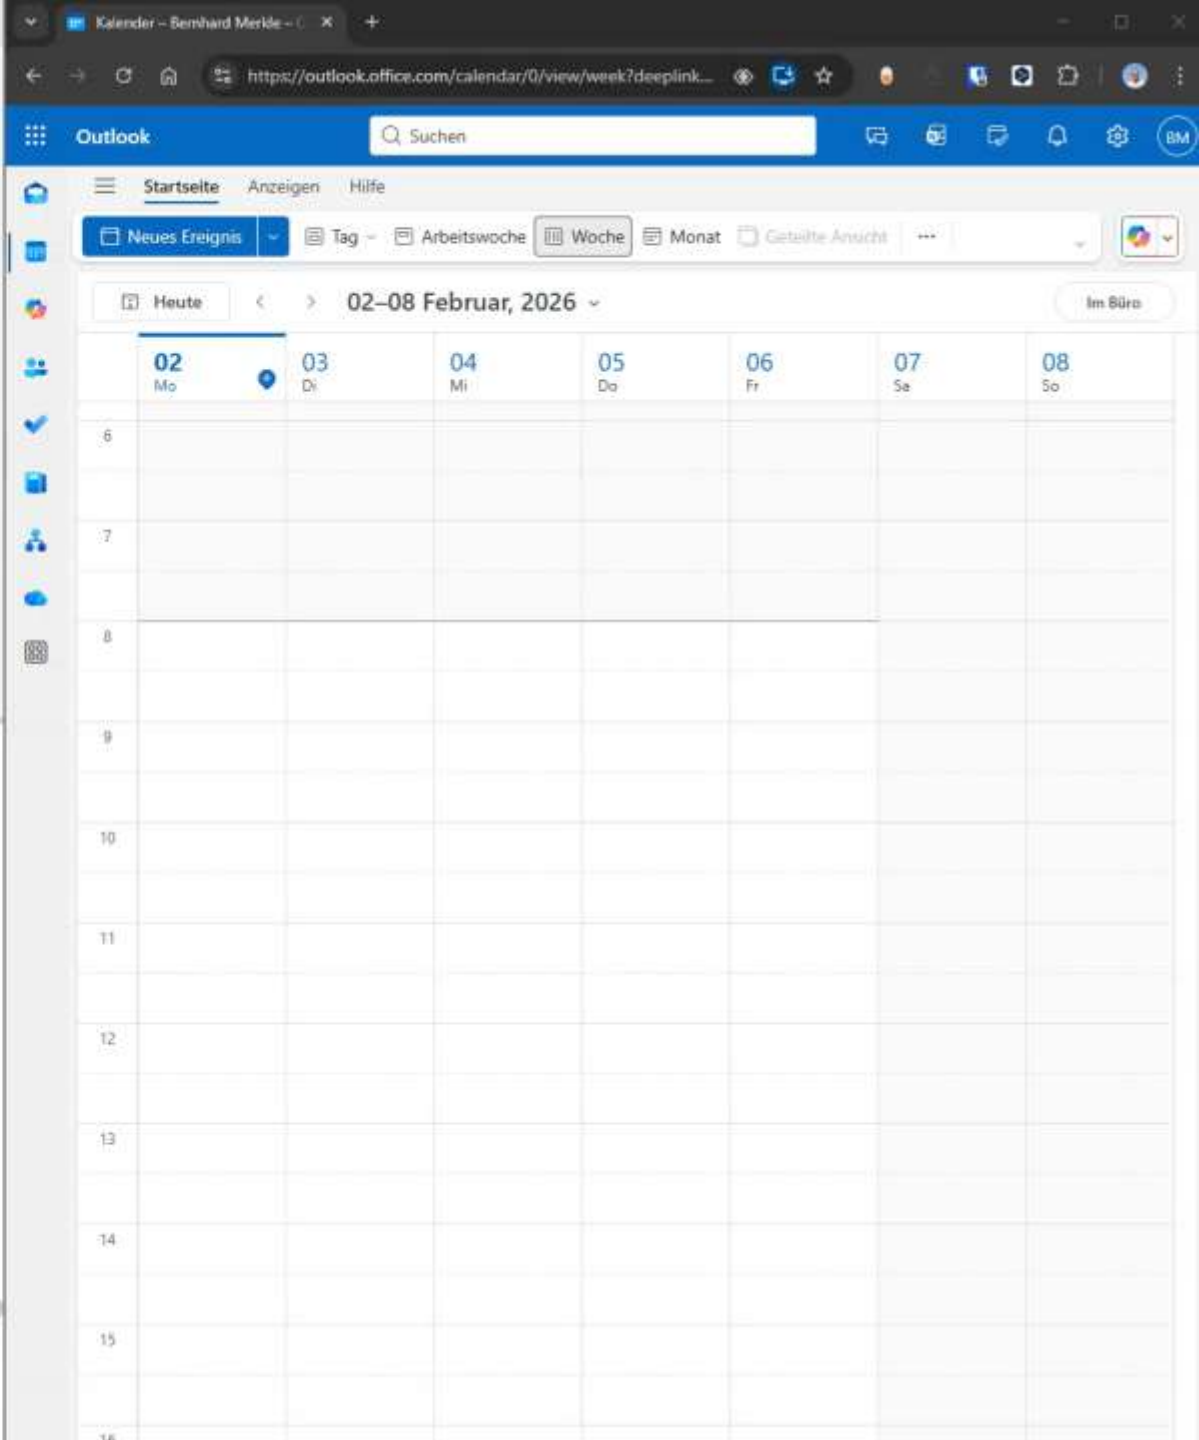 Kalender – Bernhard Merkle –
https://outlook.office.com/calendar/0/view/week?deeplink...
Outlook
Suchen
BM
Startseite Anzeigen Hilfe
Neues Ereignis Tag Arbeitswoche Woche Monat Geteilte Ansicht ...
Heute 02–08 Februar, 2026 Im Büro
02 03 04 05 06 07 08
Mo Di Mi Do Fr Sa So
6
7
8
9
10
11
12
13
14
15
16